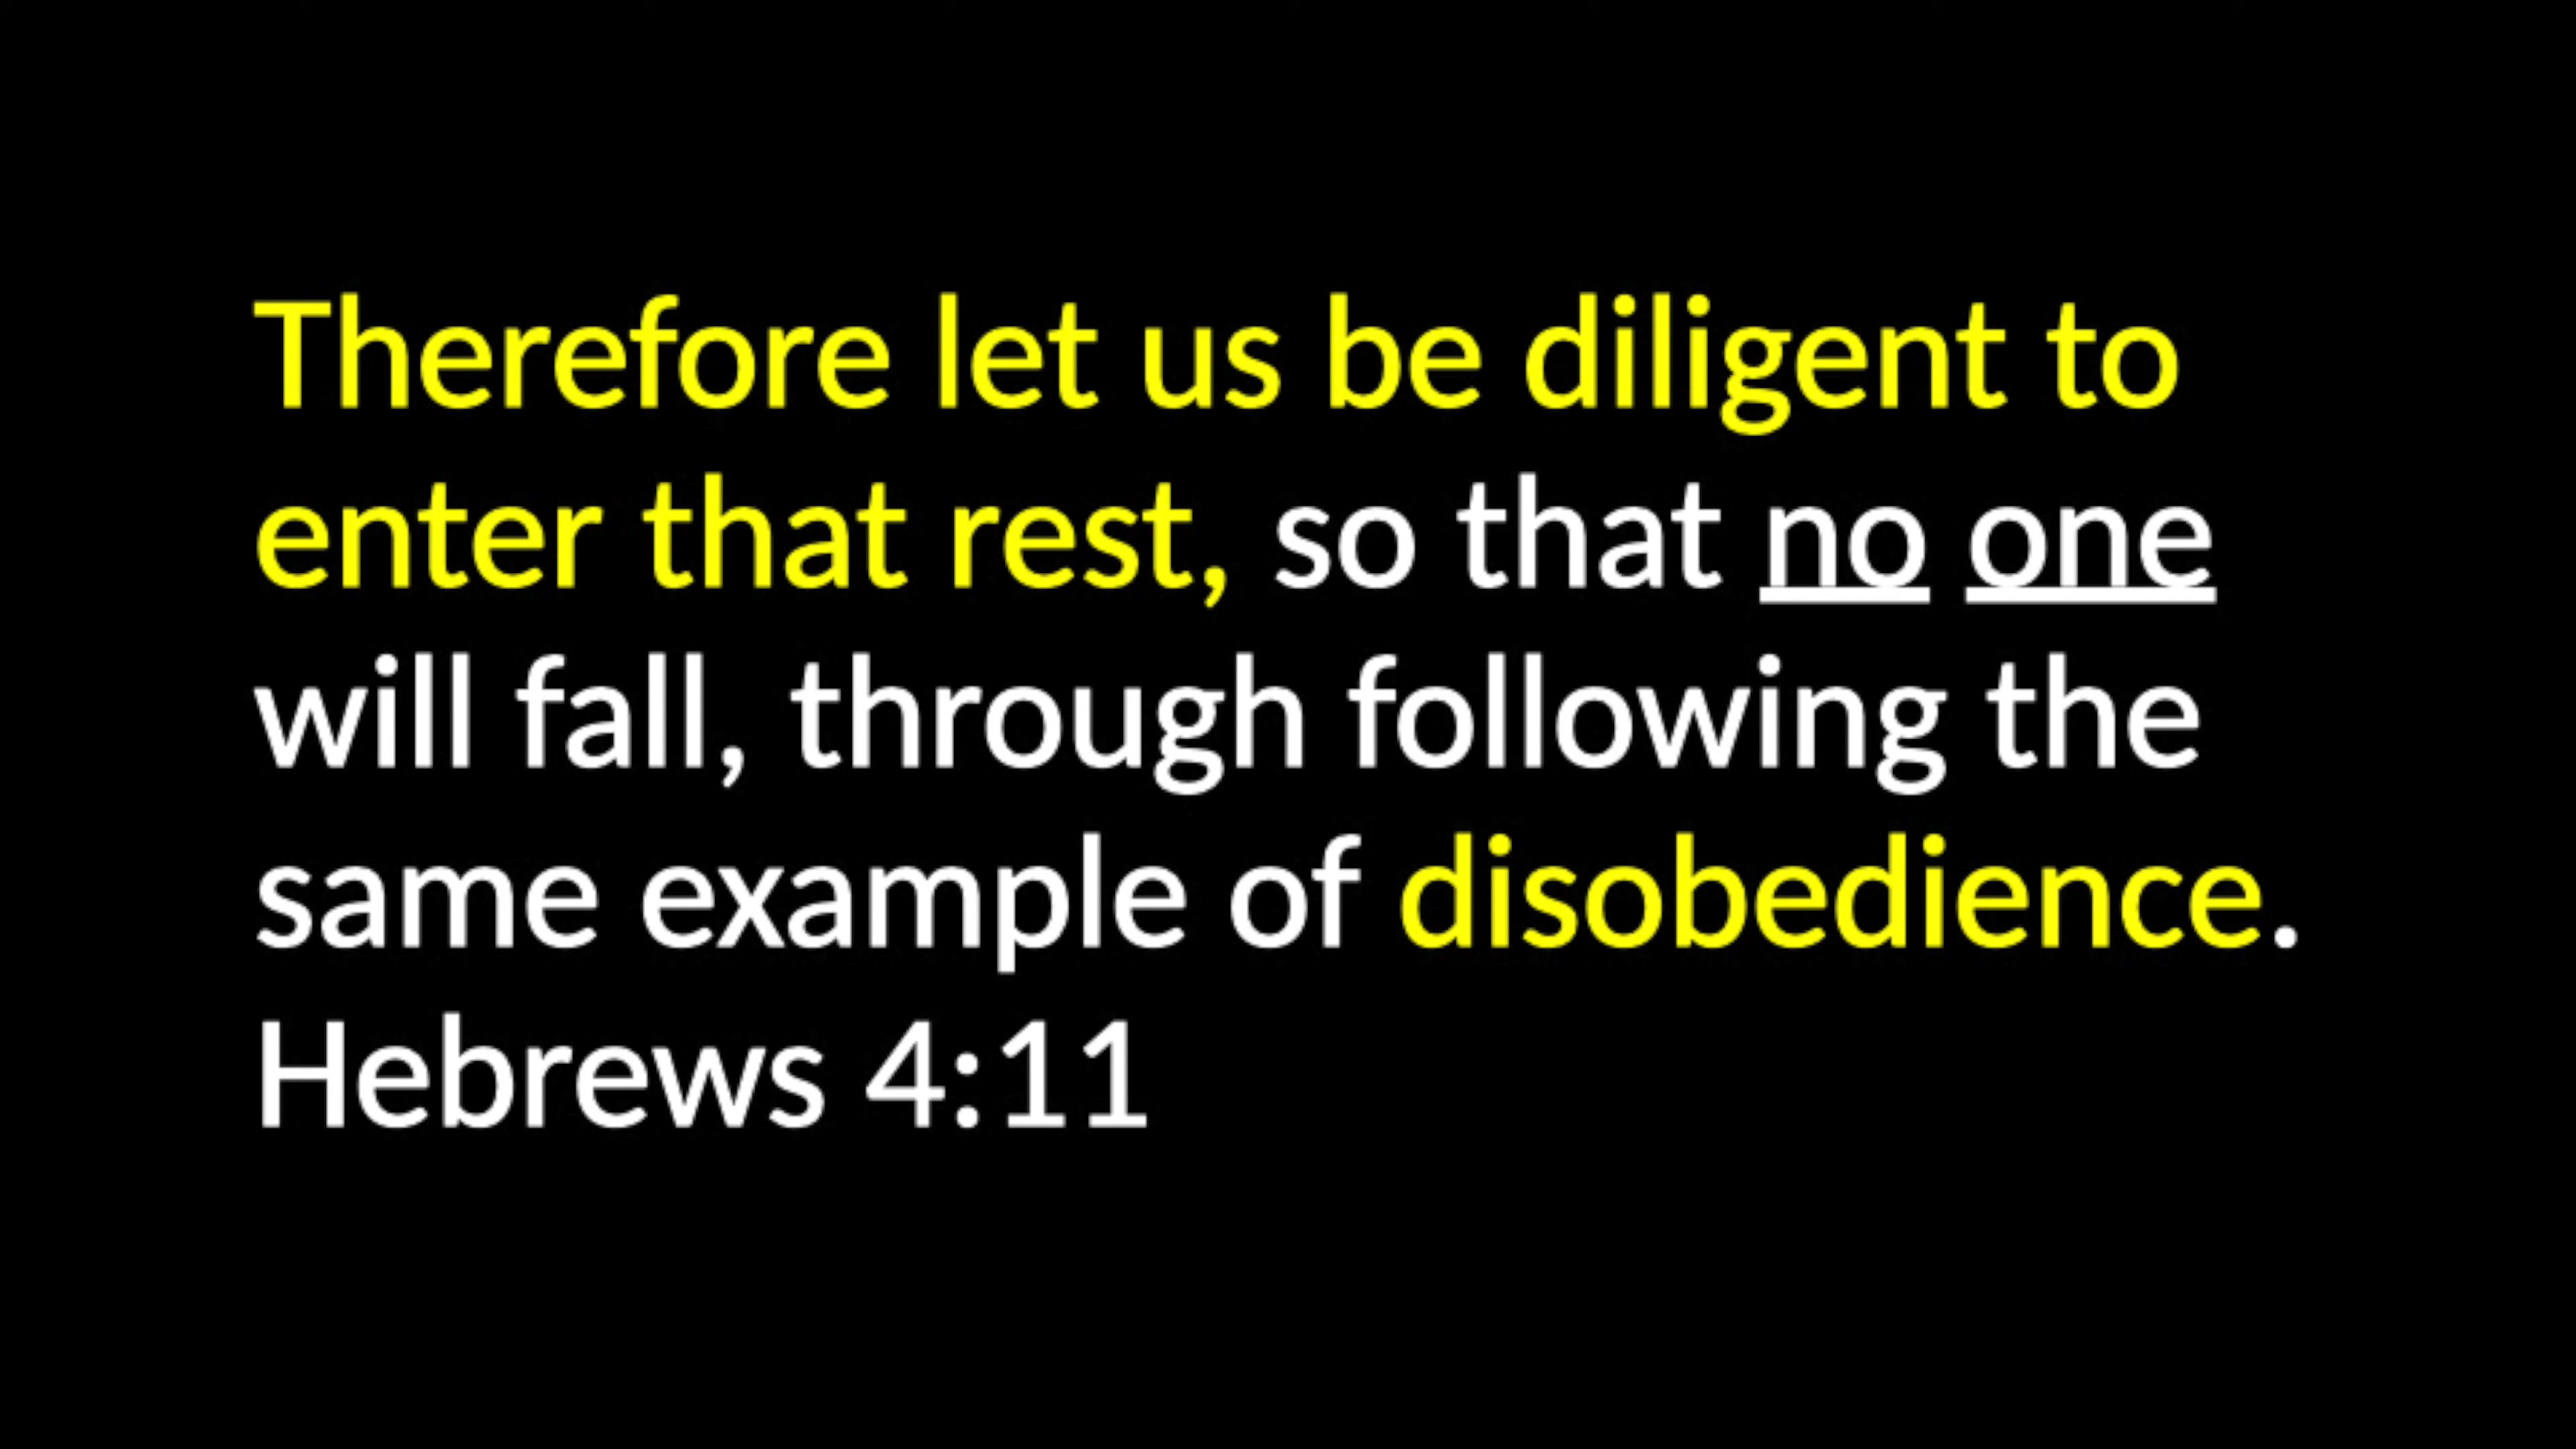 Therefore let us be diligent to
enter that rest, so that no one
will fall, through following the
same example of disobedience.
Hebrews 4:11